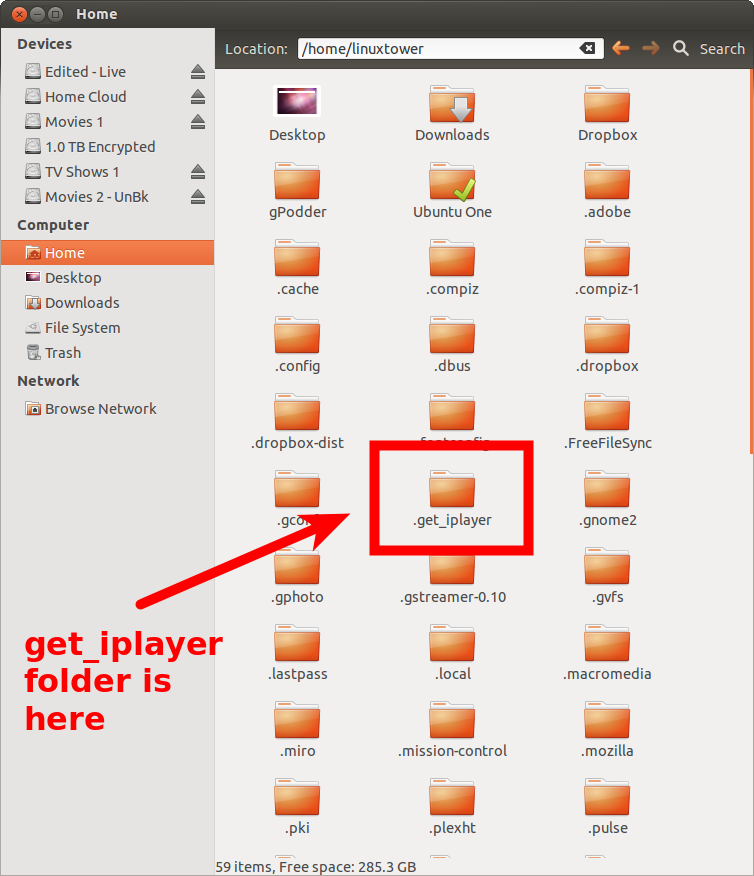 Home
Devices
Edited - Live
Home Cloud
Movies 1
1.0 TB Encrypted
TV Shows 1
Movies 2 - UnBk
Computer
Home
Desktop
Downloads
File System
Trash
Network
Browse Network
Location: /home/linuxtower Search
Desktop Downloads Dropbox
gPodder Ubuntu One .adobe
.cache .compiz .compiz-1
.config .dbus .dropbox
.dropbox-dist .fontconfig .FreeFileSync
.get_iplayer .gnome2
.gphoto .gstreamer-0.10 .gvfs
.lastpass .local .macromedia
.miro .mission-control .mozilla
.pki .plexht .pulse
59 items, Free space: 285.3 GB
get_iplayer
folder is
here